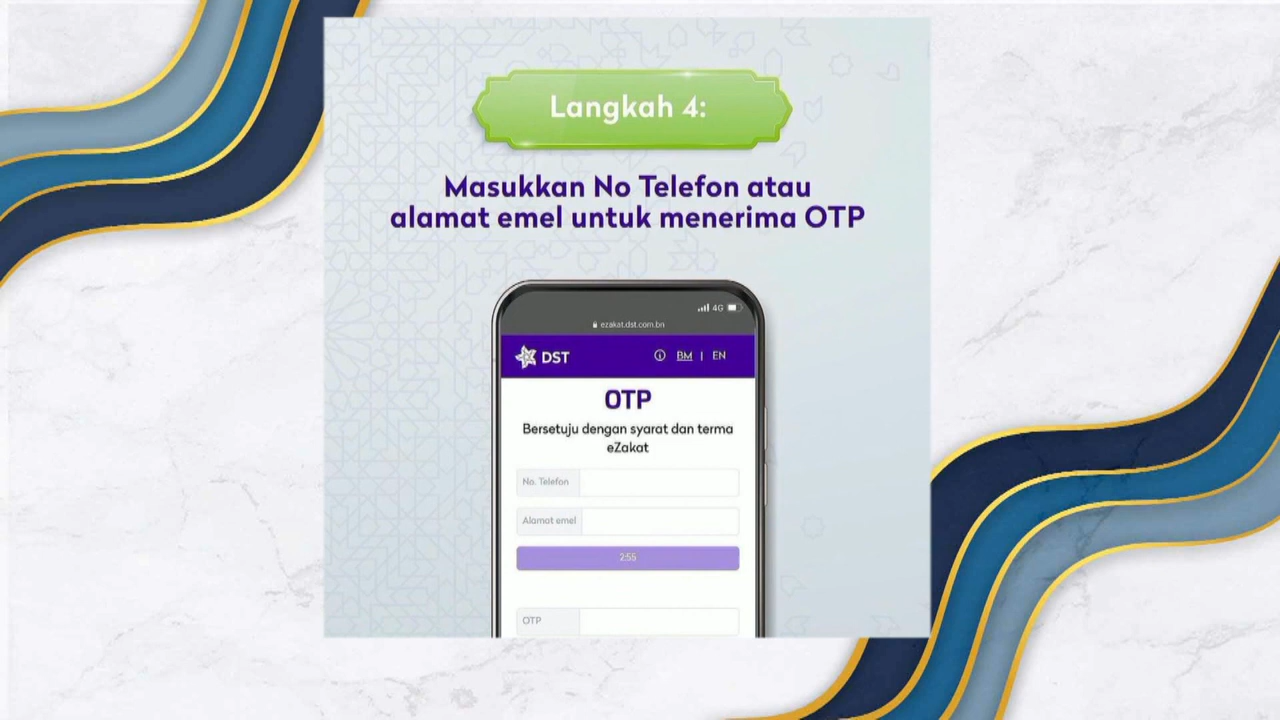 Langkah 4:
Masukkan No Telefon atau
alamat emel untuk menerima OTP
4G
ezakat.dst.com.bn
DST
BM | EN
OTP
Bersetuju dengan syarat dan terma
eZakat
No. Telefon
Alamat emel
2:55
OTP